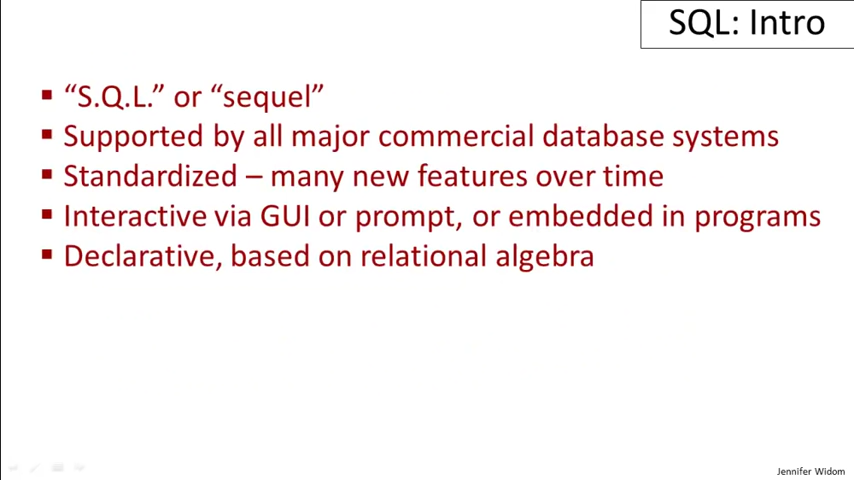 SQL: Intro
▪ “S.Q.L.” or “sequel”
▪ Supported by all major commercial database systems
▪ Standardized – many new features over time
▪ Interactive via GUI or prompt, or embedded in programs
▪ Declarative, based on relational algebra
Jennifer Widom